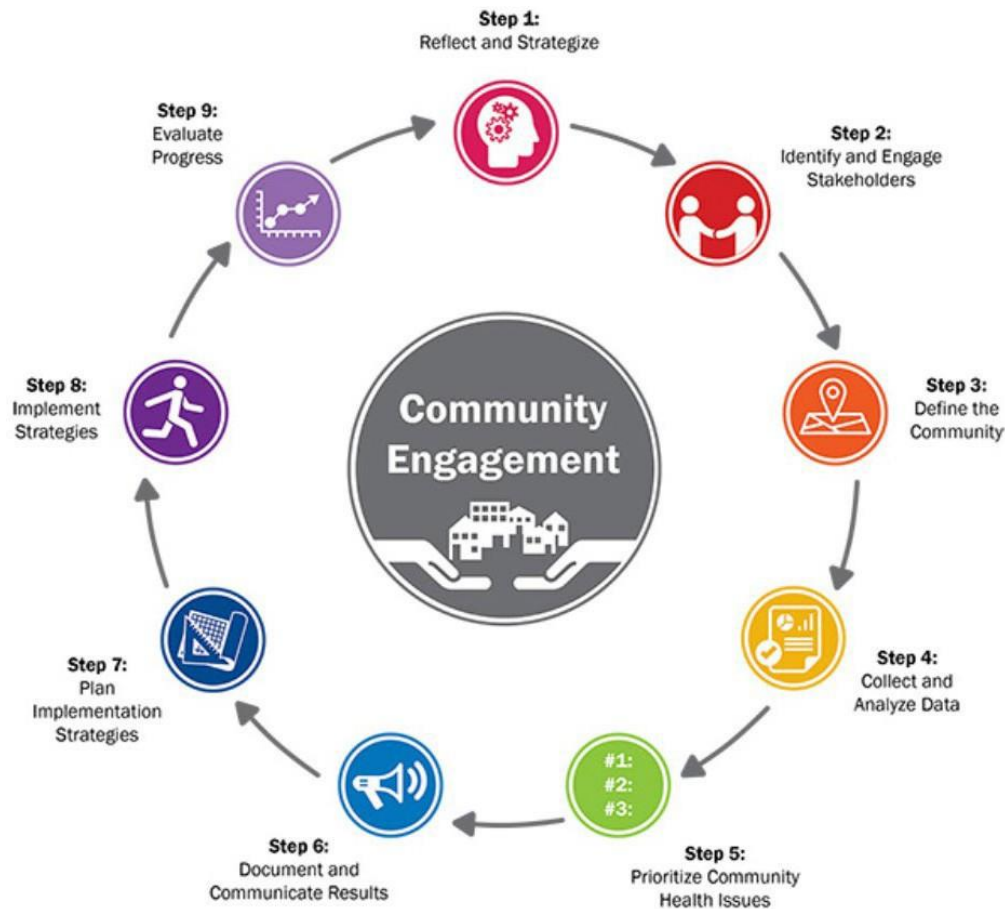 Step 1:
Reflect and Strategize
Step 2:
Identify and Engage
Stakeholders
Step 3:
Define the
Community
Step 4:
Collect and
Analyze Data
Step 5:
Prioritize Community
Health Issues
#1:
#2:
#3:
Step 6:
Document and
Communicate Results
Step 7:
Plan
Implementation
Strategies
Step 8:
Implement
Strategies
Step 9:
Evaluate
Progress
Community
Engagement